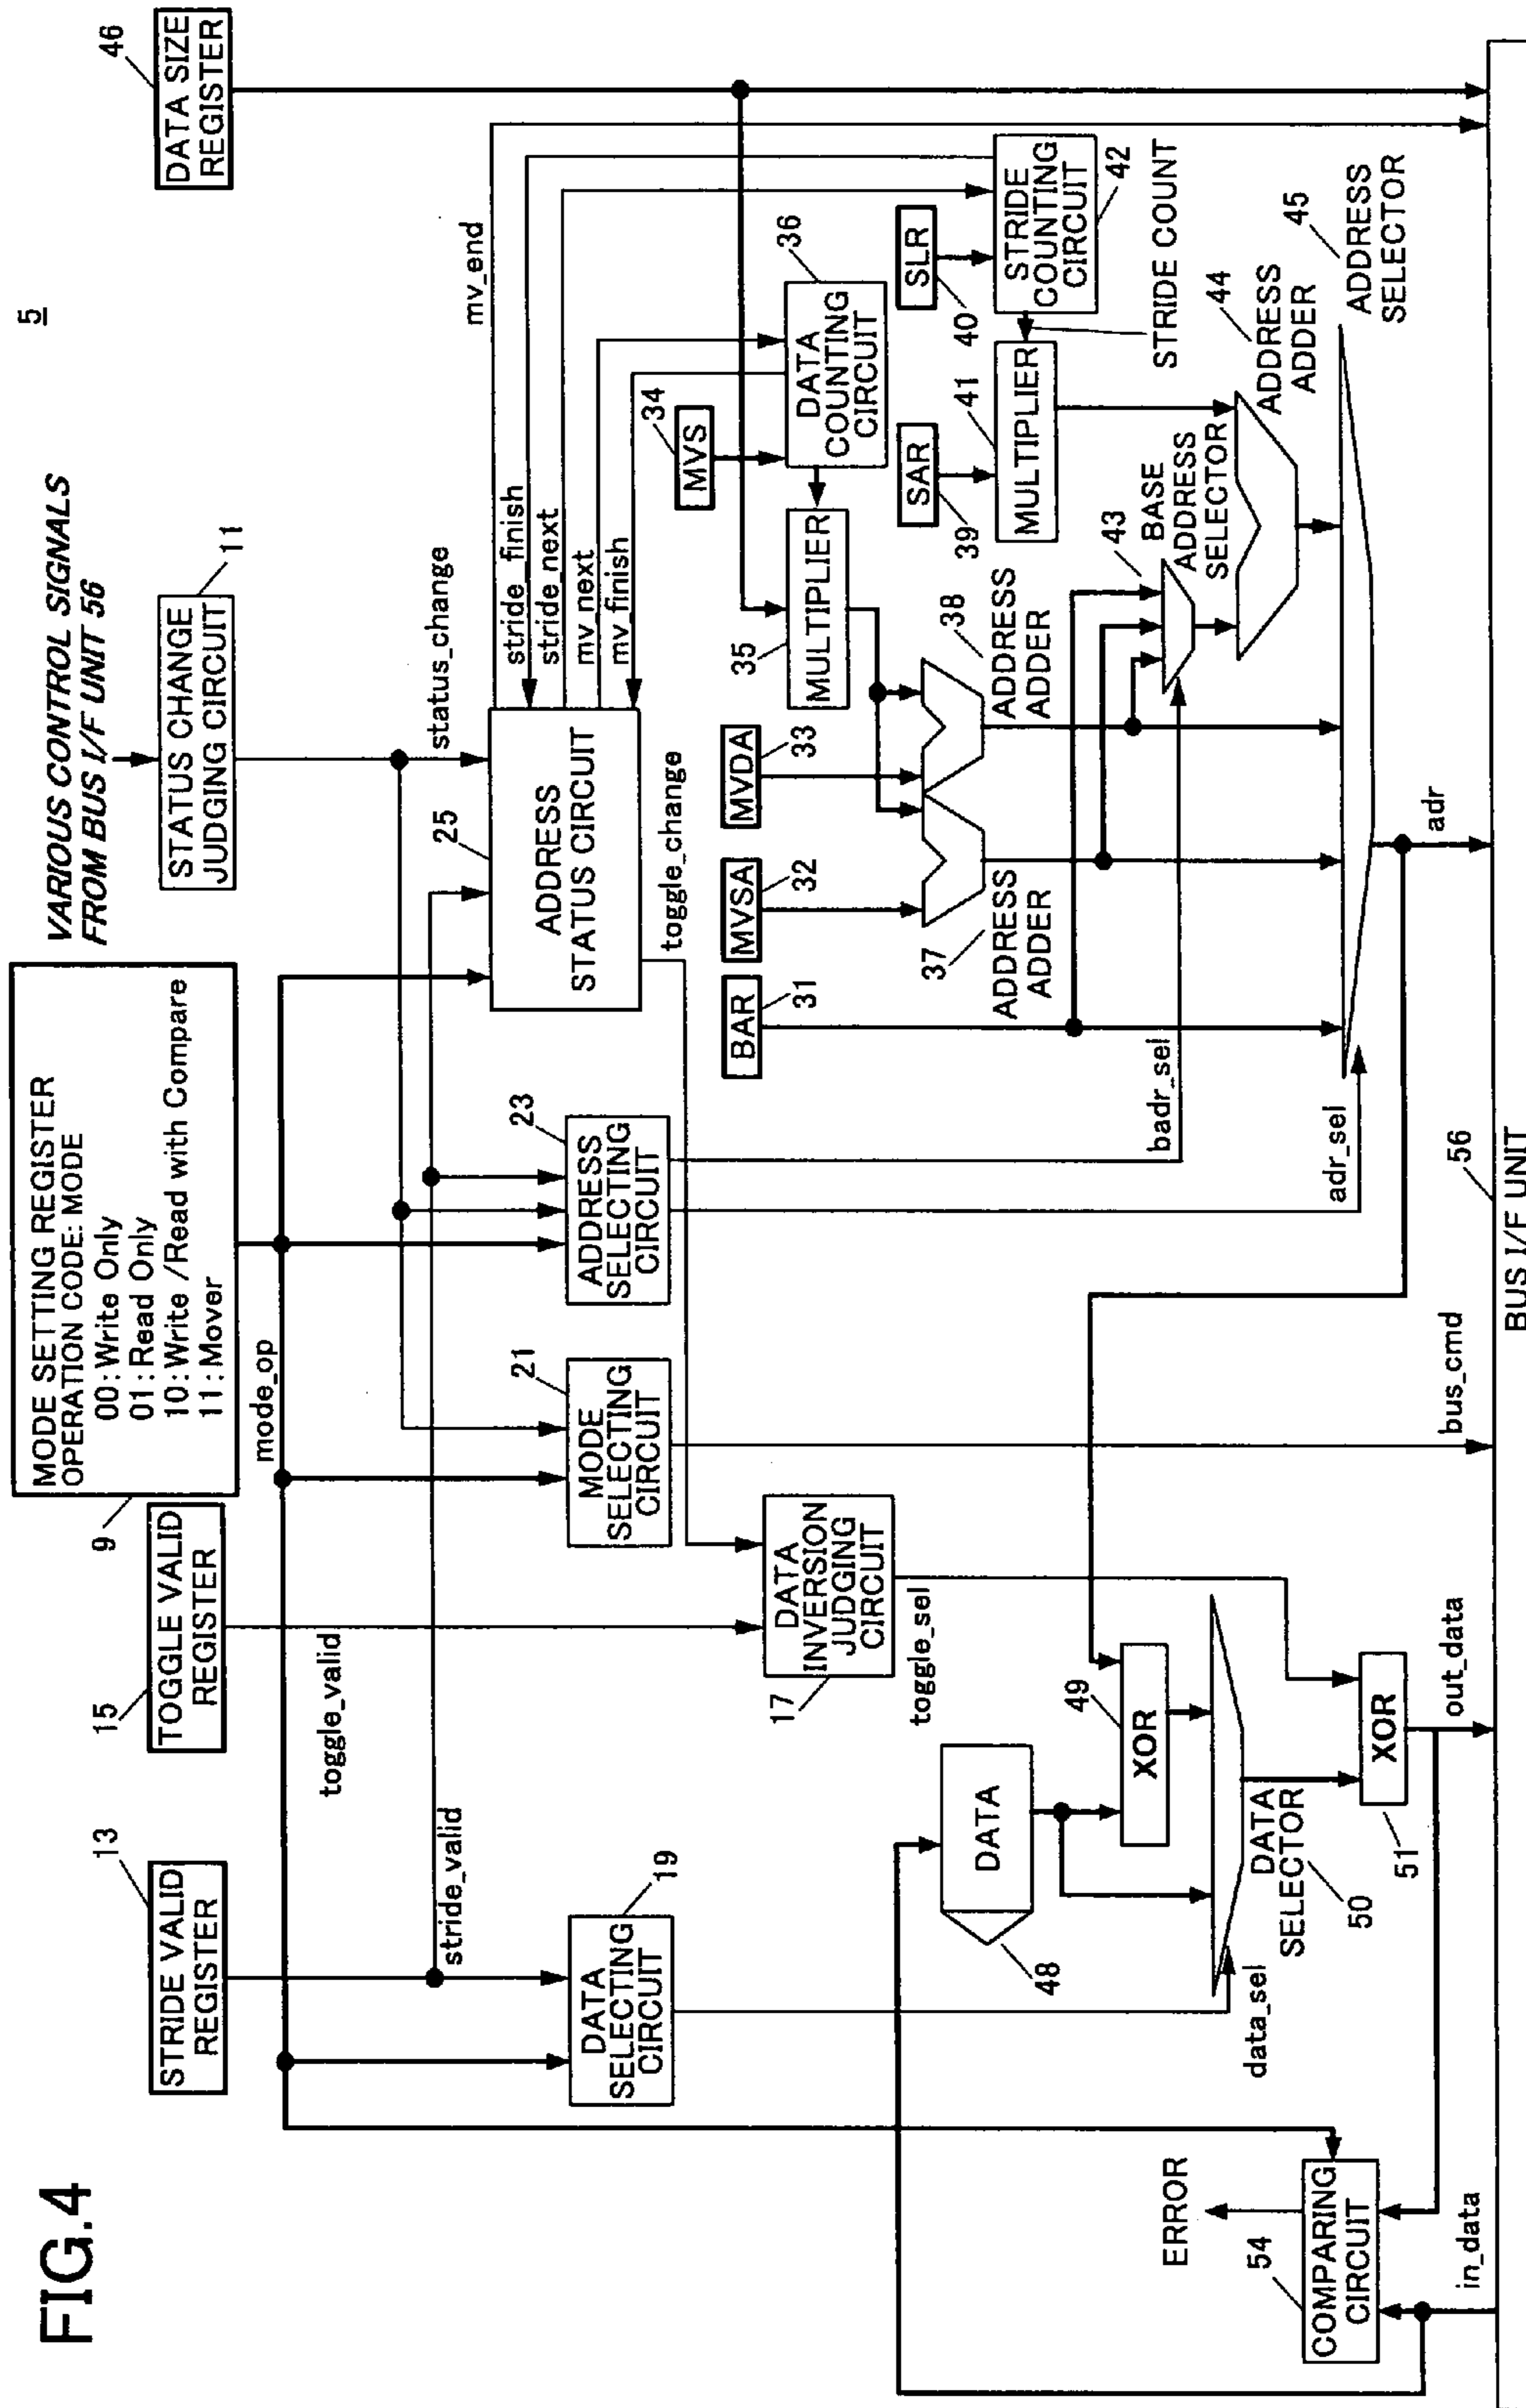 FIG.4
5
VARIOUS CONTROL SIGNALS
FROM BUS I/F UNIT 56
MODE SETTING REGISTER
OPERATION CODE: MODE
00:Write Only
01:Read Only
10:Write /Read with Compare
11:Mover
9
13
STRIDE VALID
REGISTER
15
TOGGLE VALID
REGISTER
11
STATUS CHANGE
JUDGING CIRCUIT
46
DATA SIZE
REGISTER
mode_op
toggle_valid
stride_valid
status_change
mv_end
stride_finish
stride_next
mv_next
mv_finish
19
DATA
SELECTING
CIRCUIT
21
MODE
SELECTING
CIRCUIT
23
ADDRESS
SELECTING
CIRCUIT
25
ADDRESS
STATUS CIRCUIT
toggle_change
17
DATA
INVERSION
JUDGING
CIRCUIT
toggle_sel
BAR
31
MVSA
32
MVDA
33
MVS
34
35
MULTIPLIER
36
DATA
COUNTING
CIRCUIT
37
ADDRESS
ADDER
38
ADDRESS
ADDER
SAR
39
SLR
40
41
MULTIPLIER
STRIDE
COUNTING
CIRCUIT
42
STRIDE COUNT
43
BASE
ADDRESS
SELECTOR
44
ADDRESS
ADDER
45
ADDRESS
SELECTOR
badr_sel
adr_sel
adr
DATA
48
49
XOR
data_sel
DATA
SELECTOR
50
XOR
51
out_data
bus_cmd
ERROR
54
COMPARING
CIRCUIT
in_data
56
BUS I/F UNIT